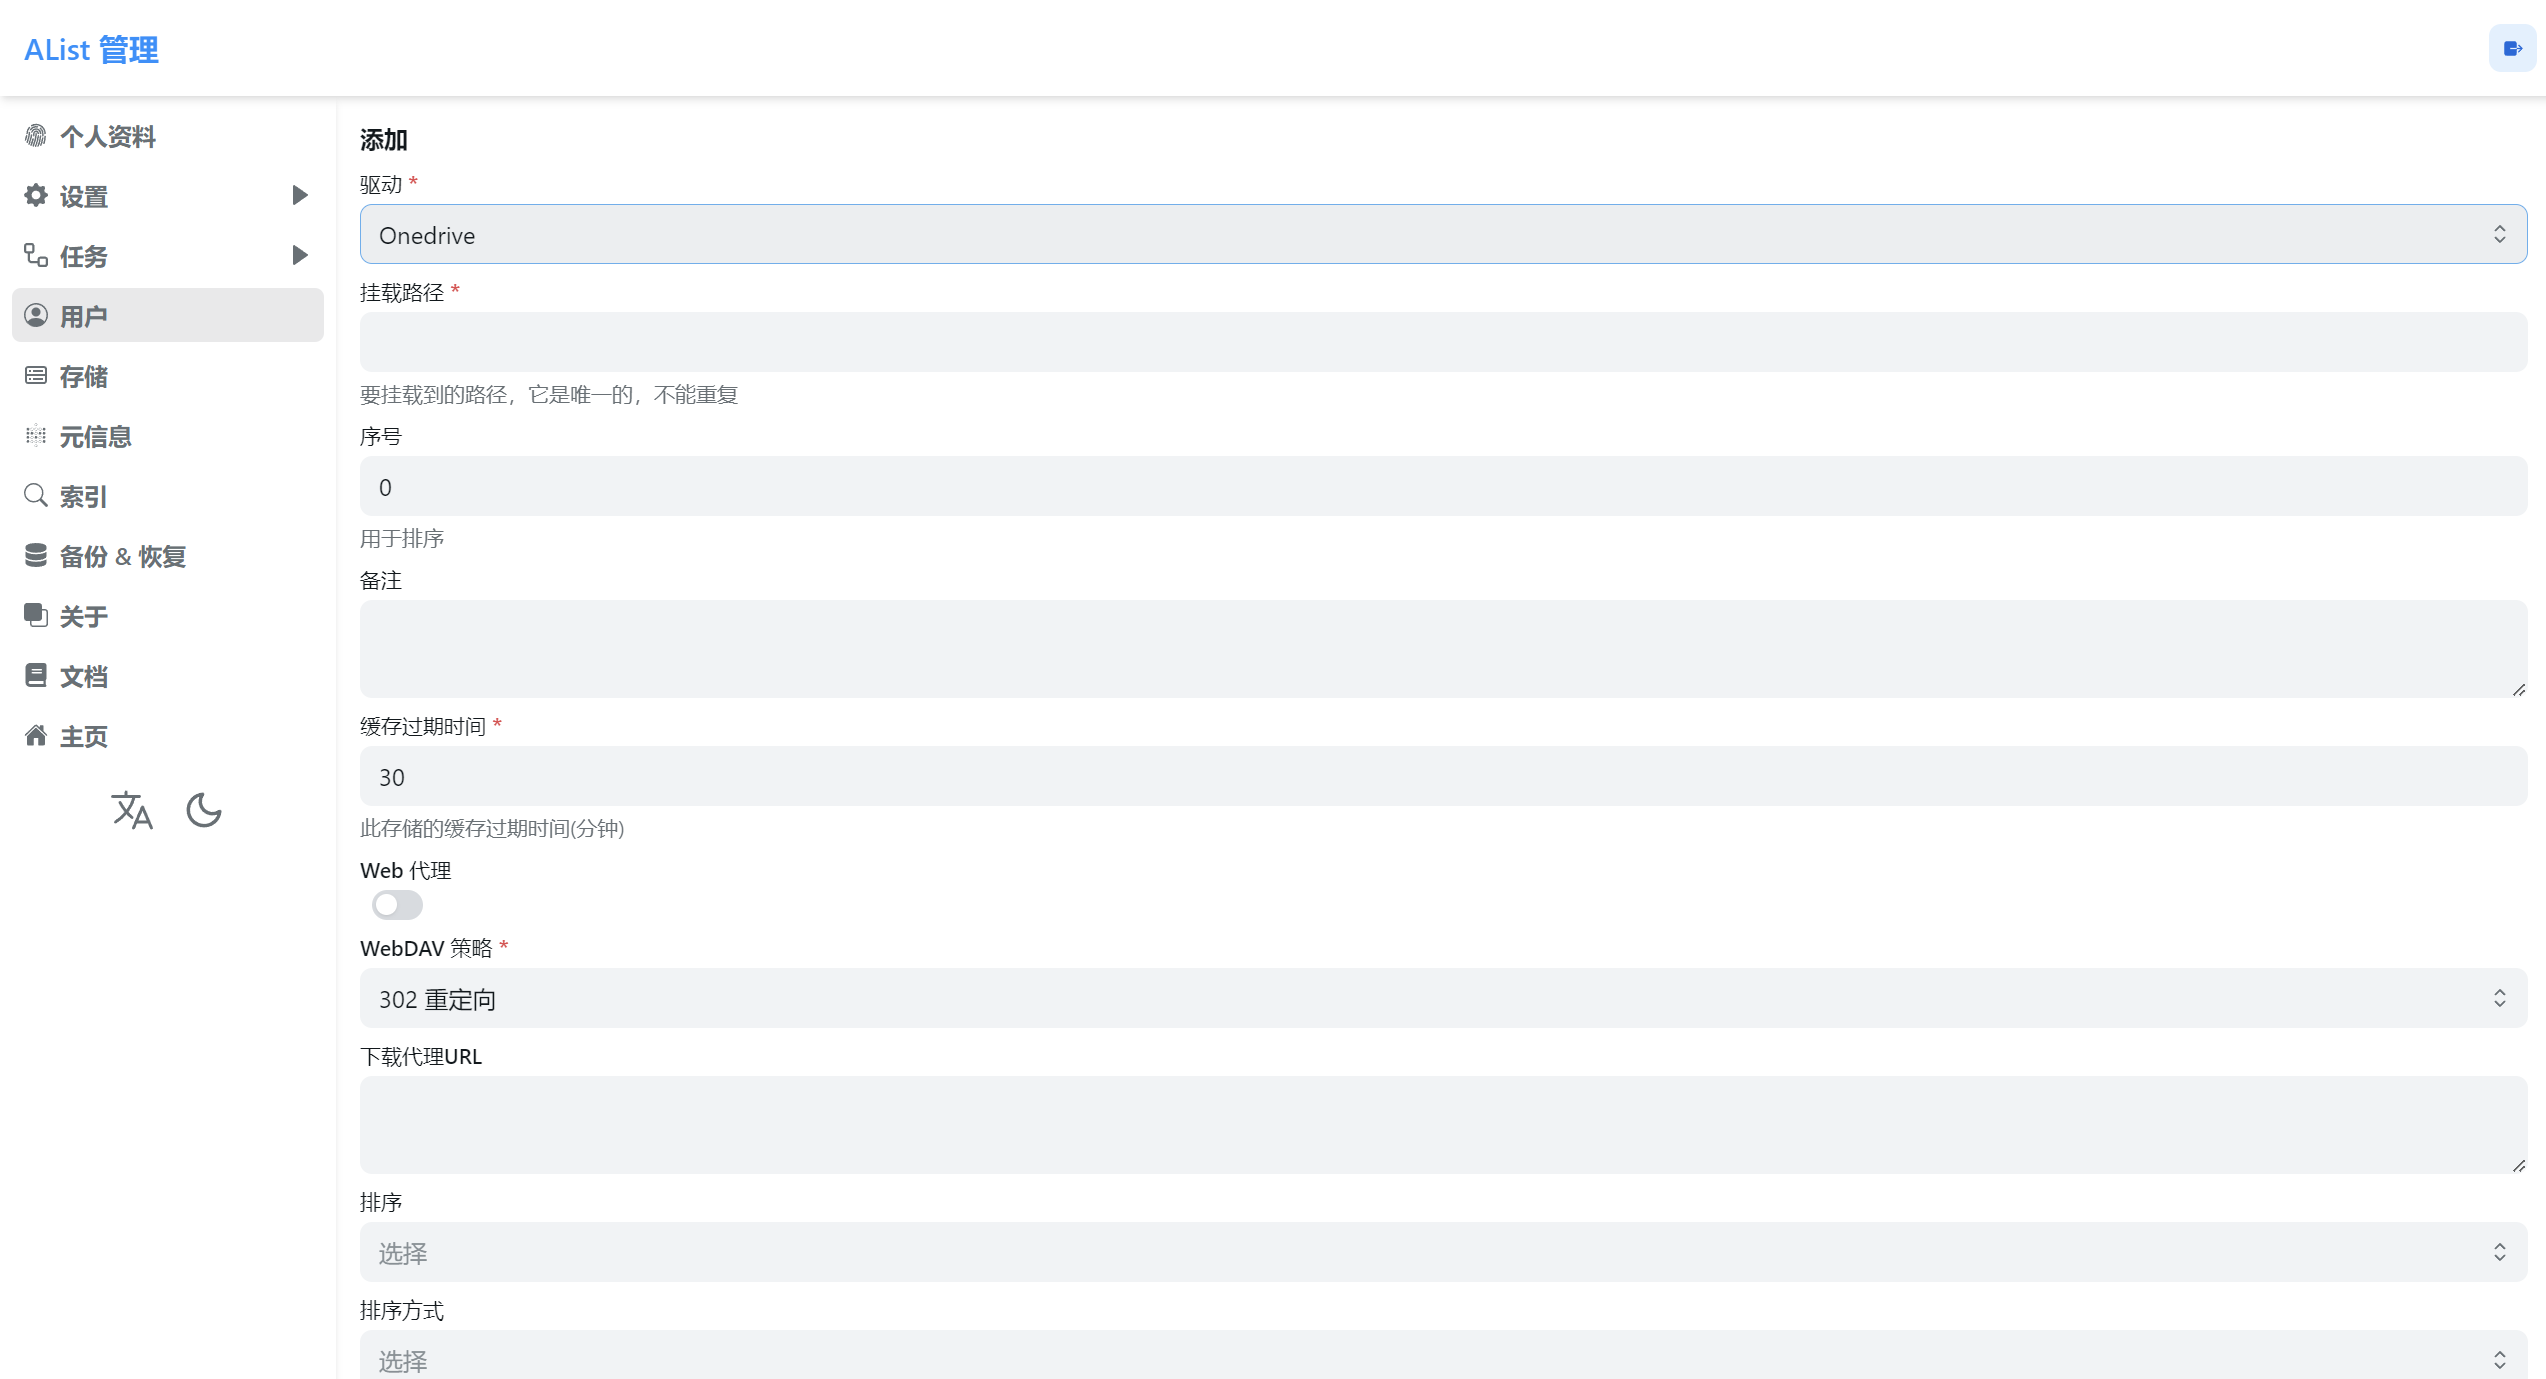 AList 管理
个人资料
设置
任务
用户
存储
元信息
索引
备份 & 恢复
关于
文档
主页
添加
驱动 *
Onedrive
挂载路径 *
要挂载到的路径，它是唯一的，不能重复
序号
0
用于排序
备注
缓存过期时间 *
30
此存储的缓存过期时间(分钟)
Web 代理
WebDAV 策略 *
302 重定向
下载代理URL
排序
选择
排序方式
选择